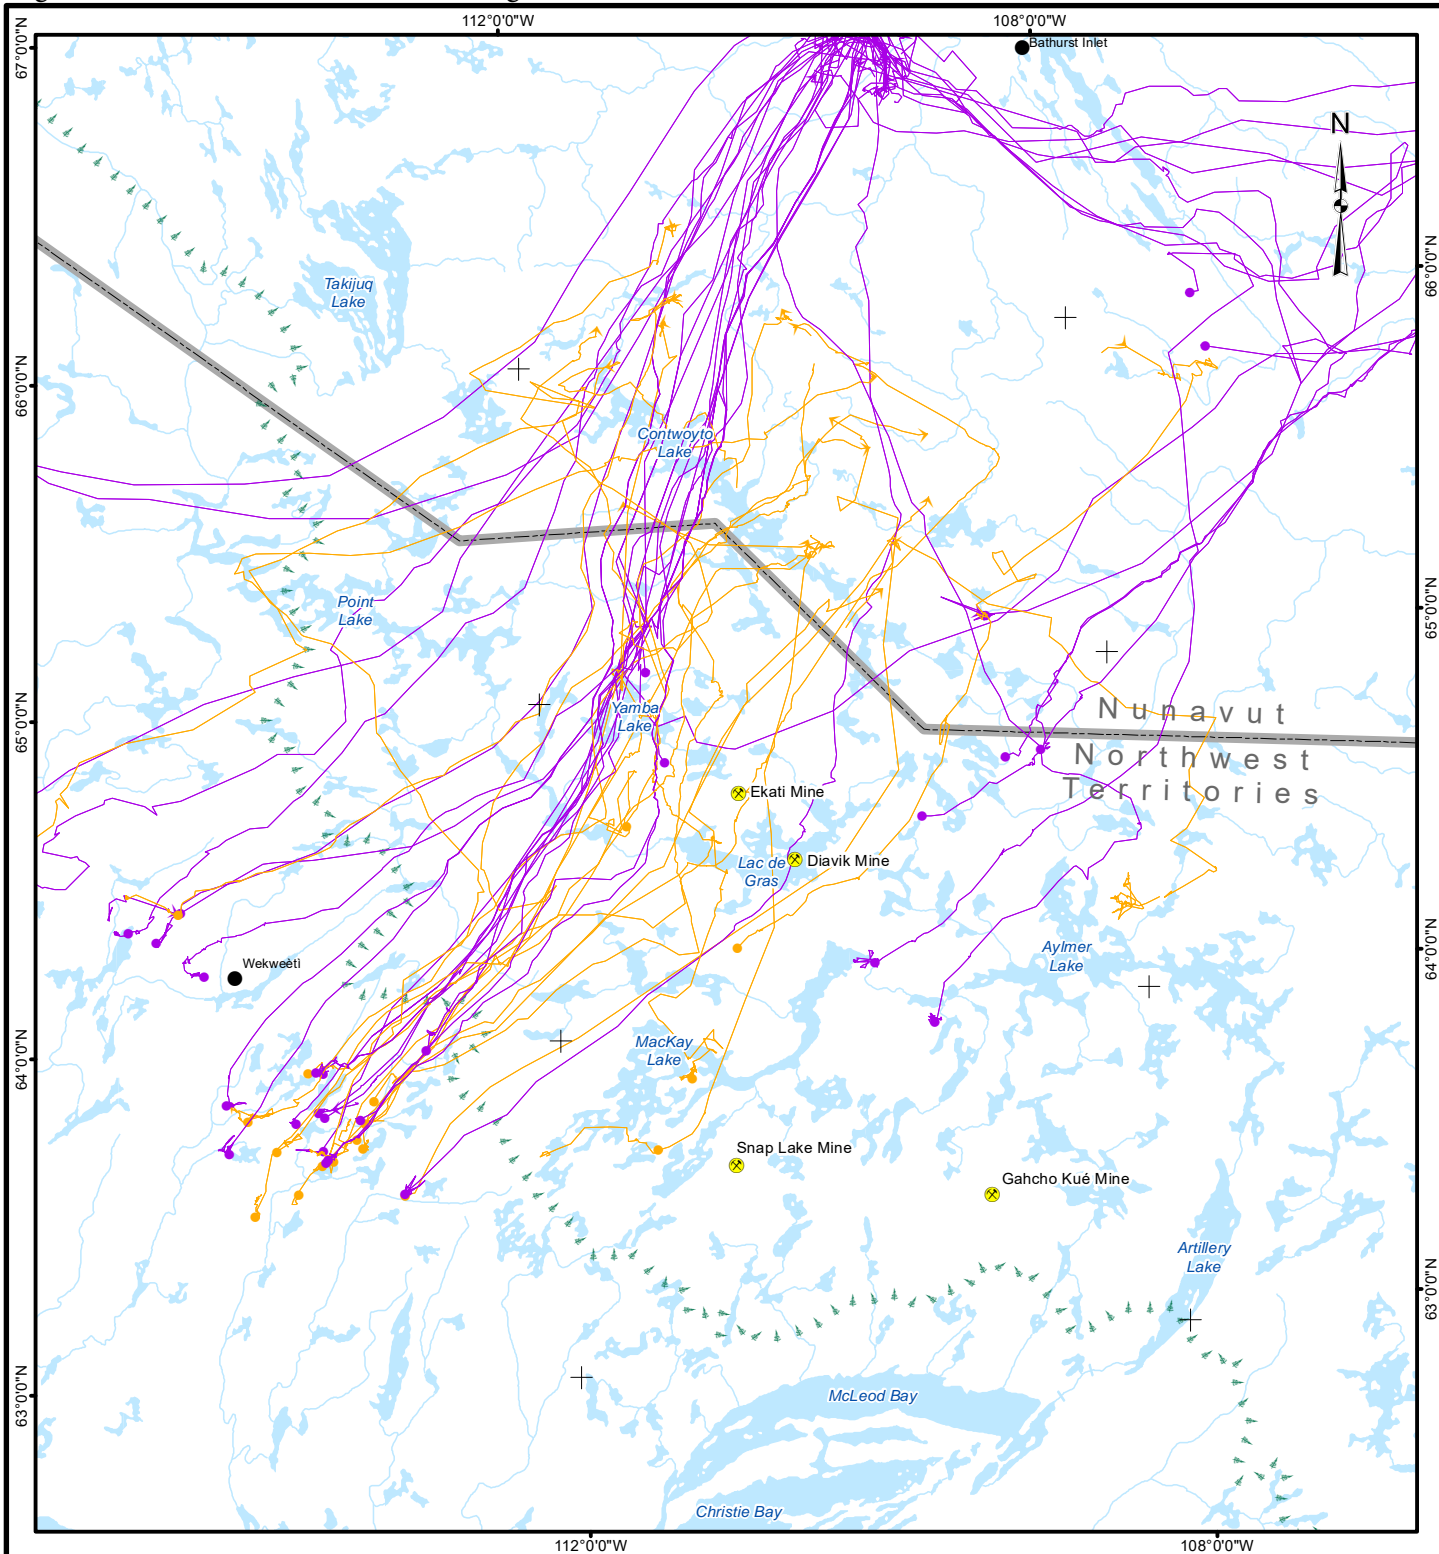 112°0'0"W
108°0'0"W
67°0'0"N
Bathurst Inlet
N
66°0'0"N
Takijuq
Lake
66°0'0"N
Contwoyto
Lake
65°0'0"N
Point
Lake
65°0'0"N
Yamba
Lake
Nunavut
Northwest
Territories
Ekati Mine
Diavik Mine
Lac de
Gras
64°0'0"N
Aylmer
Lake
Wekweètì
64°0'0"N
MacKay
Lake
Snap Lake Mine
Gahcho Kué Mine
Artillery
Lake
63°0'0"N
63°0'0"N
McLeod Bay
Christie Bay
112°0'0"W
108°0'0"W